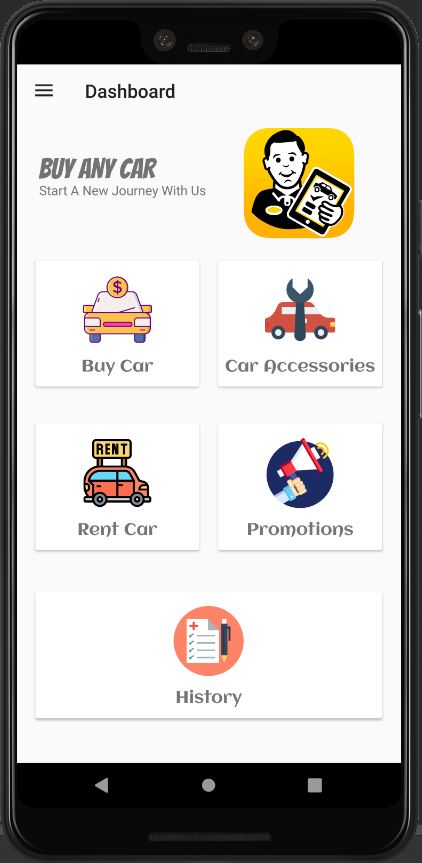 Dashboard
BUY ANY CAR
Start A New Journey With Us
$
Buy Car
Car Accessories
RENT
Rent Car
Promotions
History